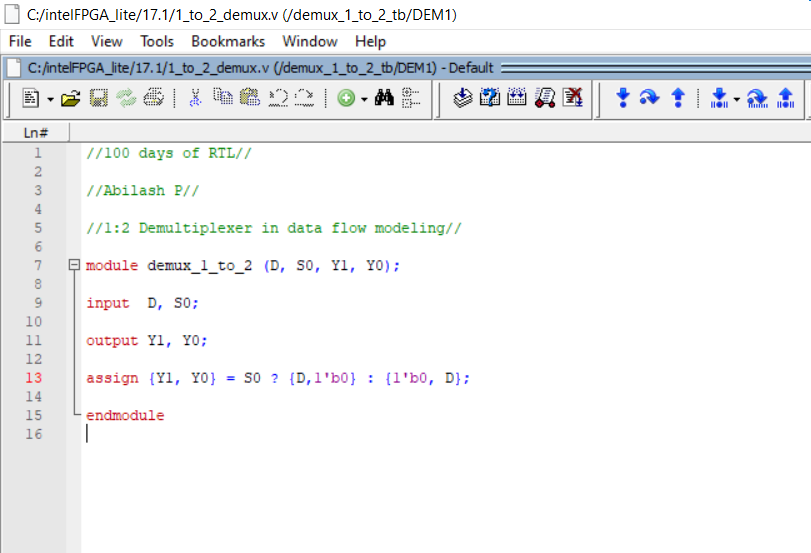 C:/intelFPGA_lite/17.1/1_to_2_demux.v (/demux_1_to_2_tb/DEM1)
File Edit View Tools Bookmarks Window Help
C:/intelFPGA_lite/17.1/1_to_2_demux.v (/demux_1_to_2_tb/DEM1) - Default
Ln#
1 //100 days of RTL//
2
3 //Abilash P//
4
5 //1:2 Demultiplexer in data flow modeling//
6
7 module demux_1_to_2 (D, S0, Y1, Y0);
8
9 input  D, S0;
10
11 output Y1, Y0;
12
13 assign {Y1, Y0} = S0 ? {D,1'b0} : {1'b0, D};
14
15 endmodule
16